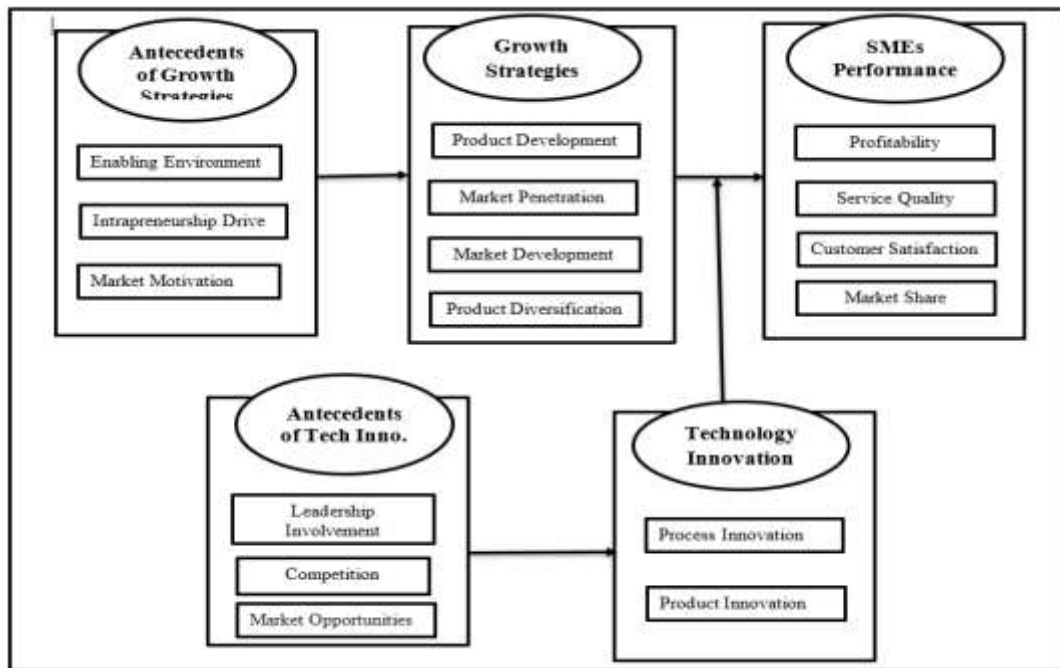 Antecedents
of Growth
Strategies
Enabling Environment
Intrapreneurship Drive
Market Motivation
Growth
Strategies
Product Development
Market Penetration
Market Development
Product Diversification
SMEs
Performance
Profitability
Service Quality
Customer Satisfaction
Market Share
Antecedents
of Tech Inno.
Leadership
Involvement
Competition
Market Opportunities
Technology
Innovation
Process Innovation
Product Innovation